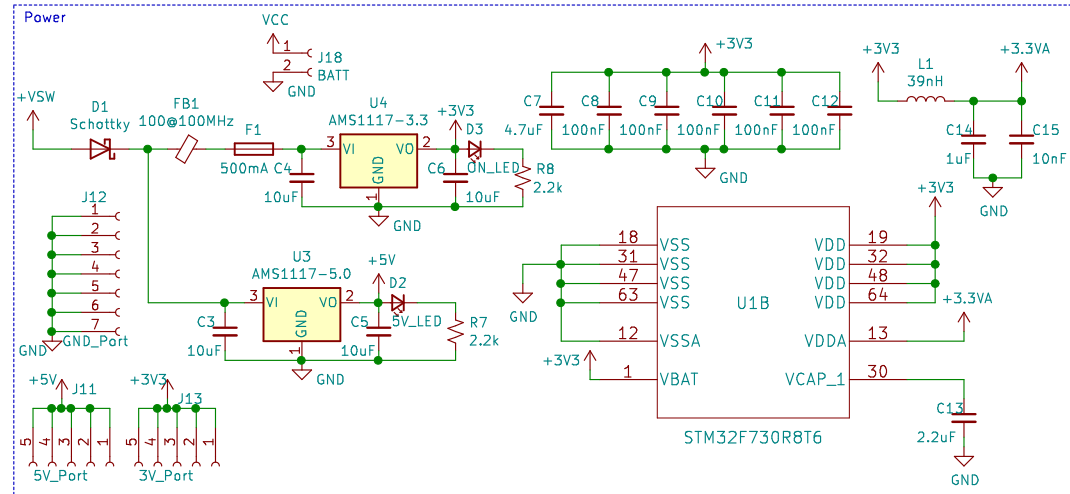 Power
VCC
1
J18
2
BATT
GND
+VSW
D1
Schottky
FB1
100@100MHz
F1
500mA
U4
AMS1117-3.3
3
VI
VO
2
GND
1
+3V3
D3
ON_LED
C4
10uF
C6
10uF
R8
2.2k
GND
J12
1
2
3
4
5
6
7
GND
GND_Port
U3
AMS1117-5.0
3
VI
VO
2
GND
1
+5V
D2
5V_LED
C3
10uF
C5
10uF
R7
2.2k
GND
+5V
J11
5
4
3
2
1
5V_Port
+3V3
J13
5
4
3
2
1
3V_Port
+3V3
C7
4.7uF
C8
100nF
C9
100nF
C10
100nF
C11
100nF
C12
100nF
GND
+3V3
L1
39nH
+3.3VA
C14
1uF
C15
10nF
GND
+3V3
18
VSS
VDD
19
31
VSS
VDD
32
47
VSS
VDD
48
63
VSS
VDD
64
U1B
GND
+3.3VA
12
VSSA
VDDA
13
+3V3
1
VBAT
VCAP_1
30
STM32F730R8T6
C13
2.2uF
GND